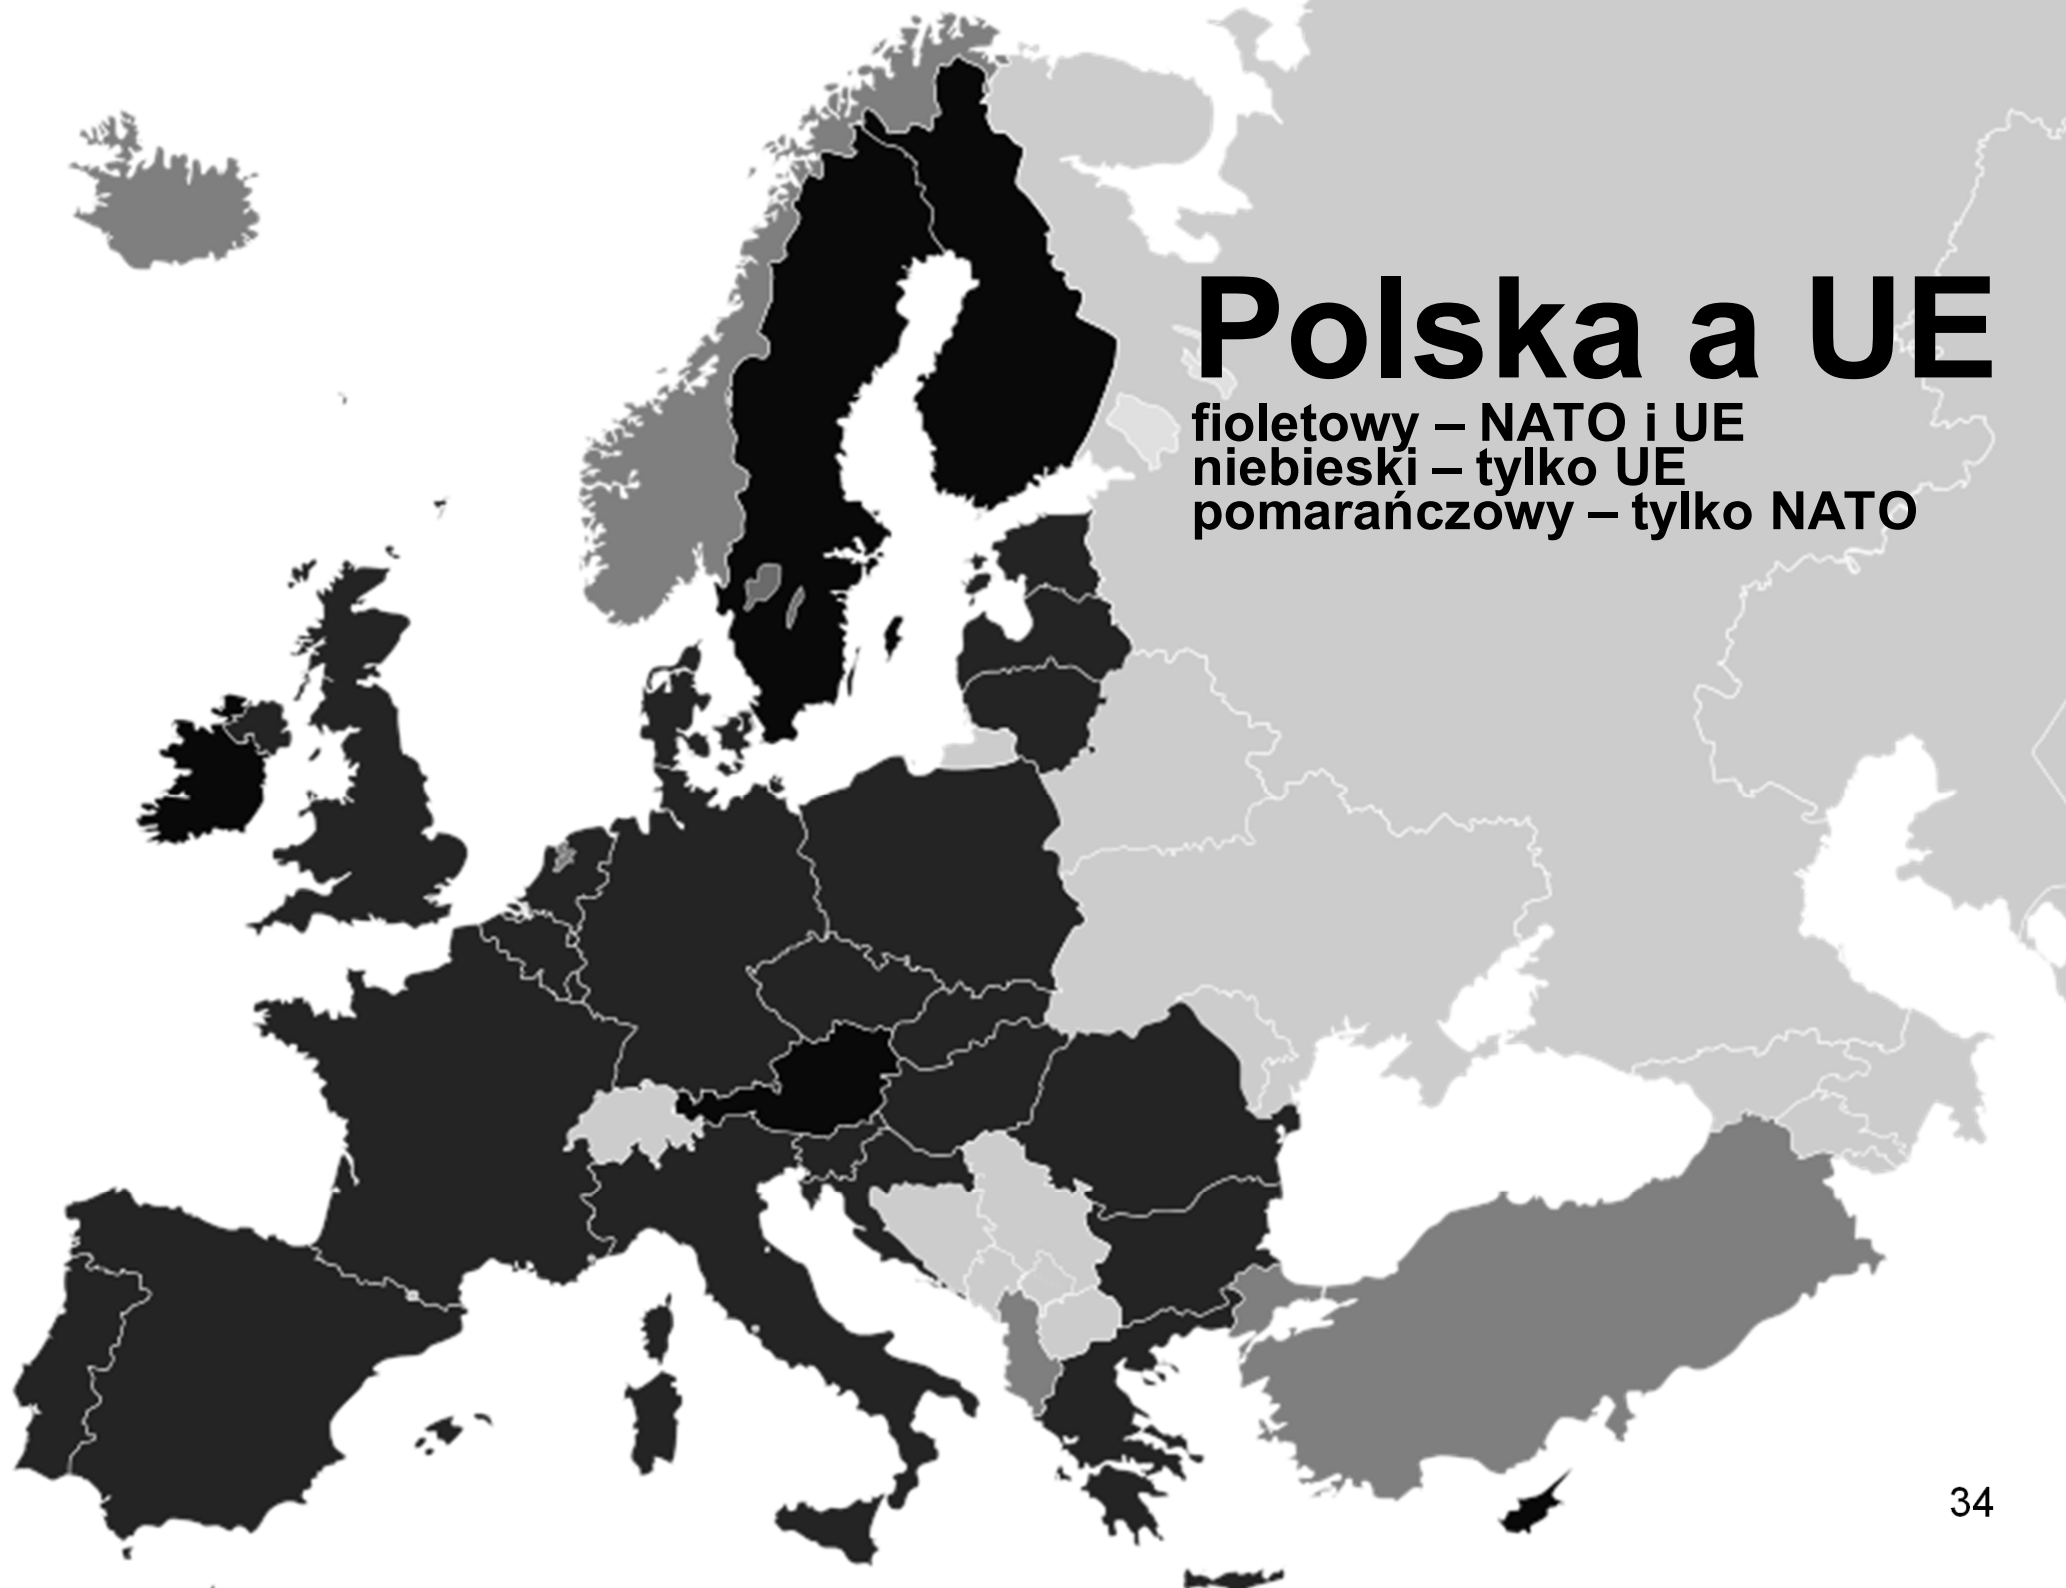 Polska a UE
fioletowy – NATO i UE
niebieski – tylko UE
pomarańczowy – tylko NATO
34